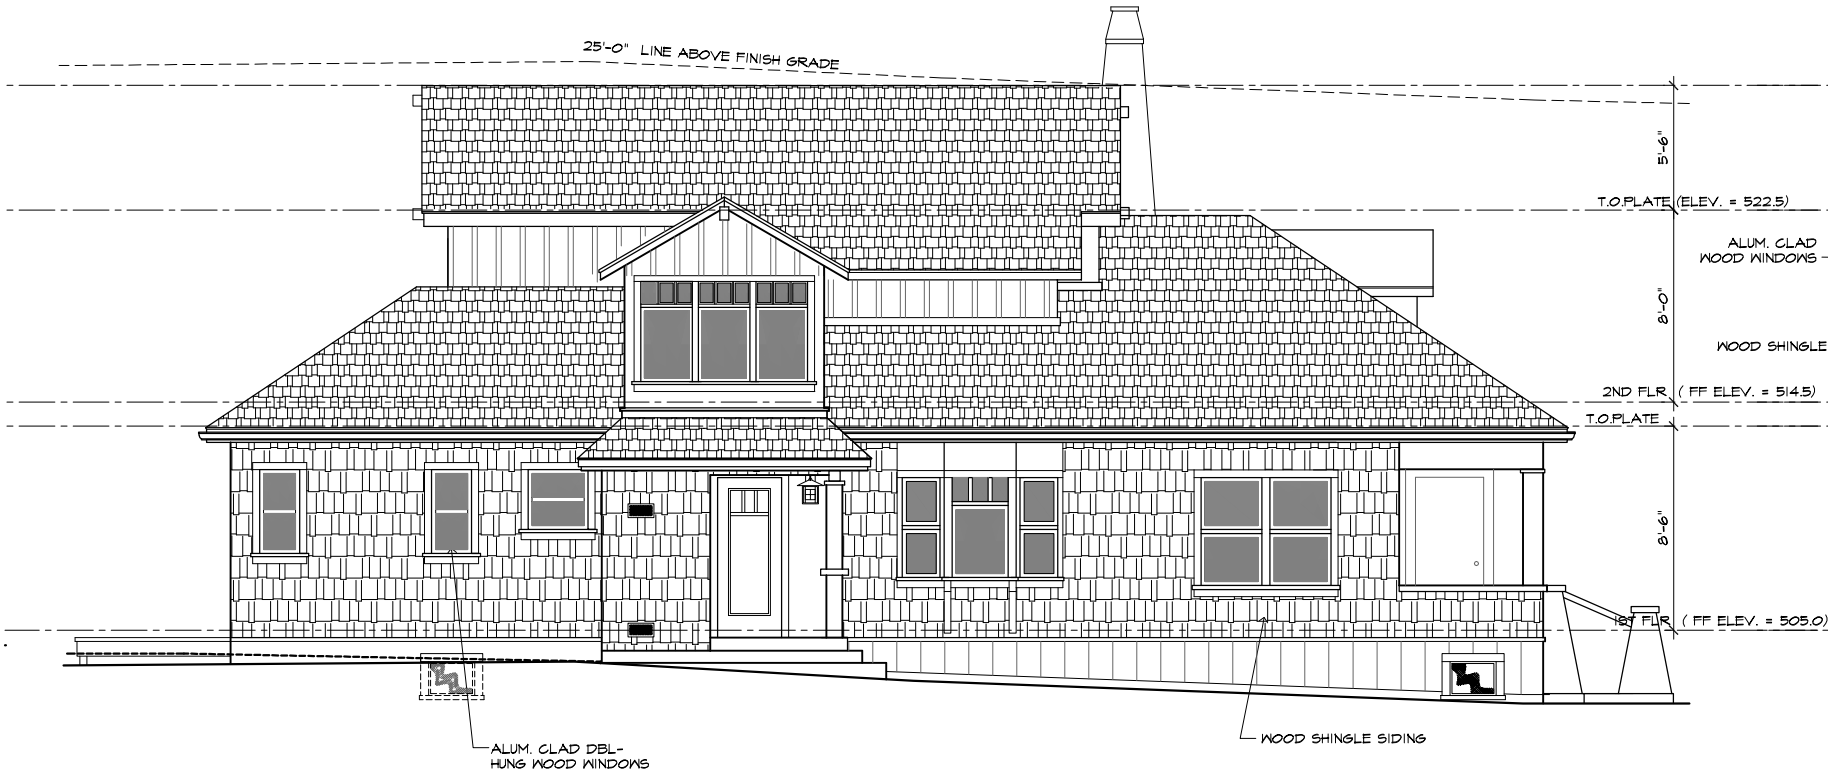 25'-0" LINE ABOVE FINISH GRADE
5'-6"
T.O.PLATE (ELEV. = 522.5)
ALUM. CLAD
WOOD WINDOWS
8'-0"
WOOD SHINGLE
2ND FLR. ( FF ELEV. = 514.5)
T.O.PLATE
8'-6"
1ST FLR. ( FF ELEV. = 505.0)
WOOD SHINGLE SIDING
ALUM. CLAD DBL-
HUNG WOOD WINDOWS